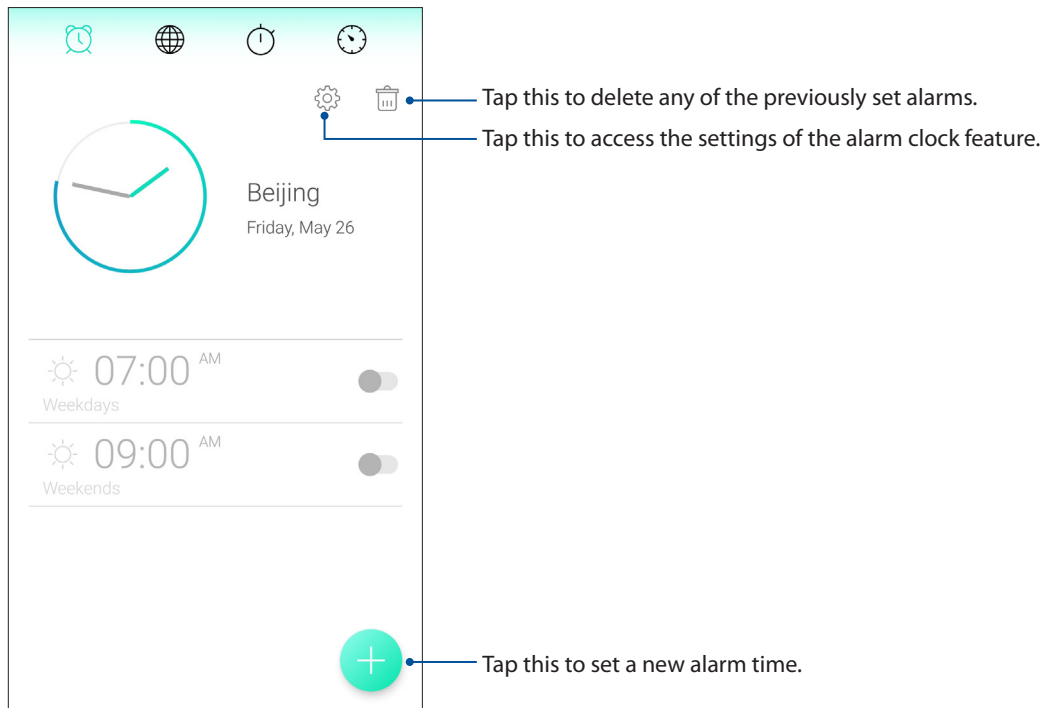 Tap this to delete any of the previously set alarms.
Tap this to access the settings of the alarm clock feature.
Beijing
Friday, May 26
07:00 AM
Weekdays
09:00 AM
Weekends
Tap this to set a new alarm time.